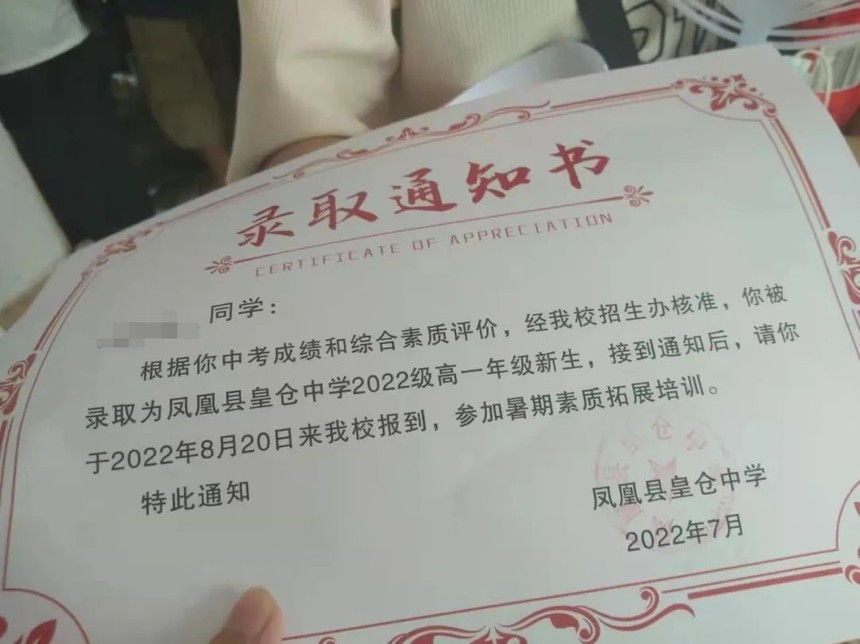 录取通知书
CERTIFICATE OF APPRECIATION
同学：
根据你中考成绩和综合素质评价，经我校招生办核准，你被
录取为凤凰县皇仓中学2022级高一年级新生，接到通知后，请你
于2022年8月20日来我校报到，参加暑期素质拓展培训。
特此通知
凤凰县皇仓中学
2022年7月